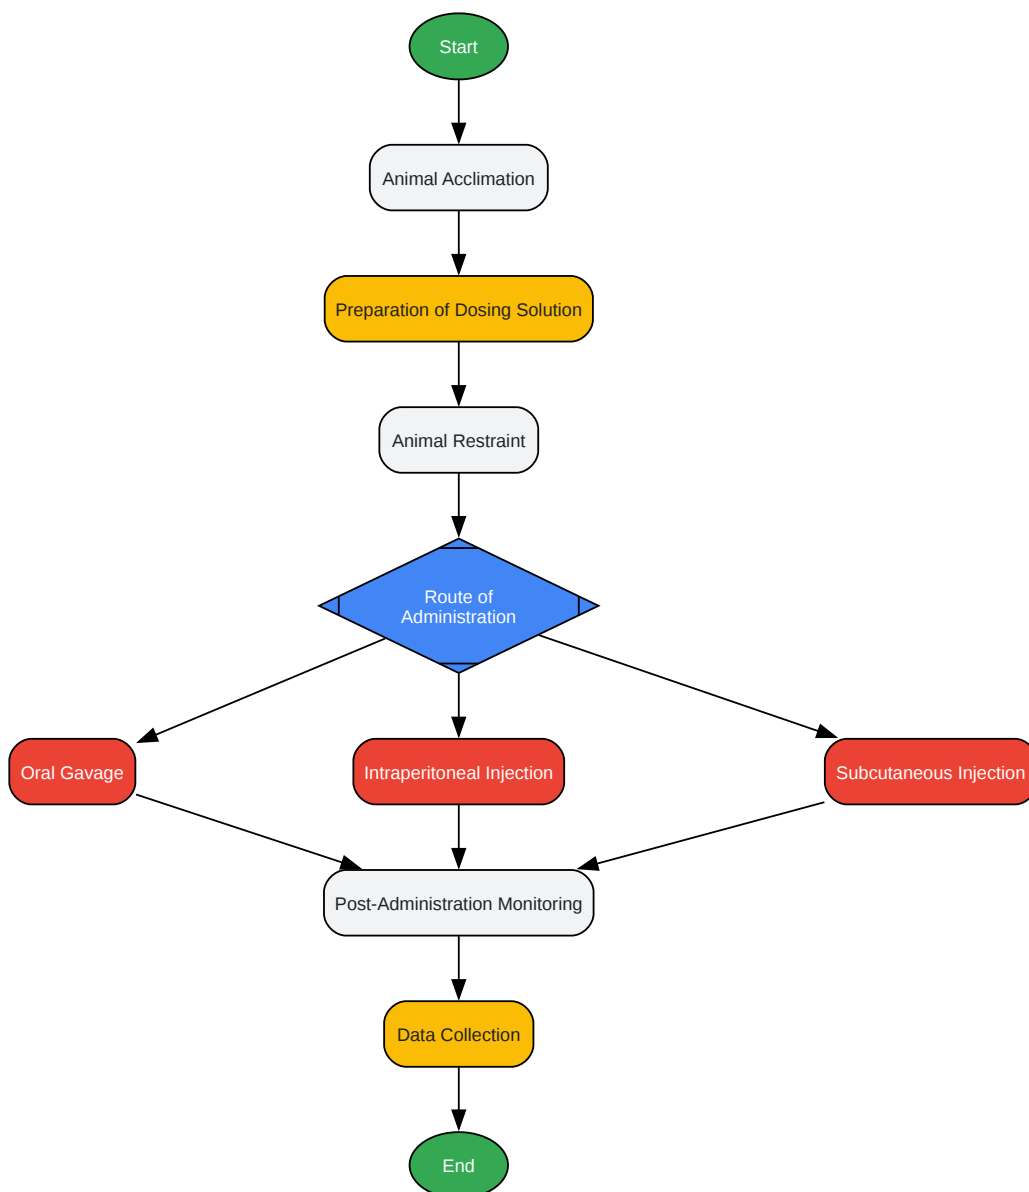 Start
Animal Acclimation
Preparation of Dosing Solution
Animal Restraint
Route of
Administration
Oral Gavage
Intraperitoneal Injection
Subcutaneous Injection
Post-Administration Monitoring
Data Collection
End